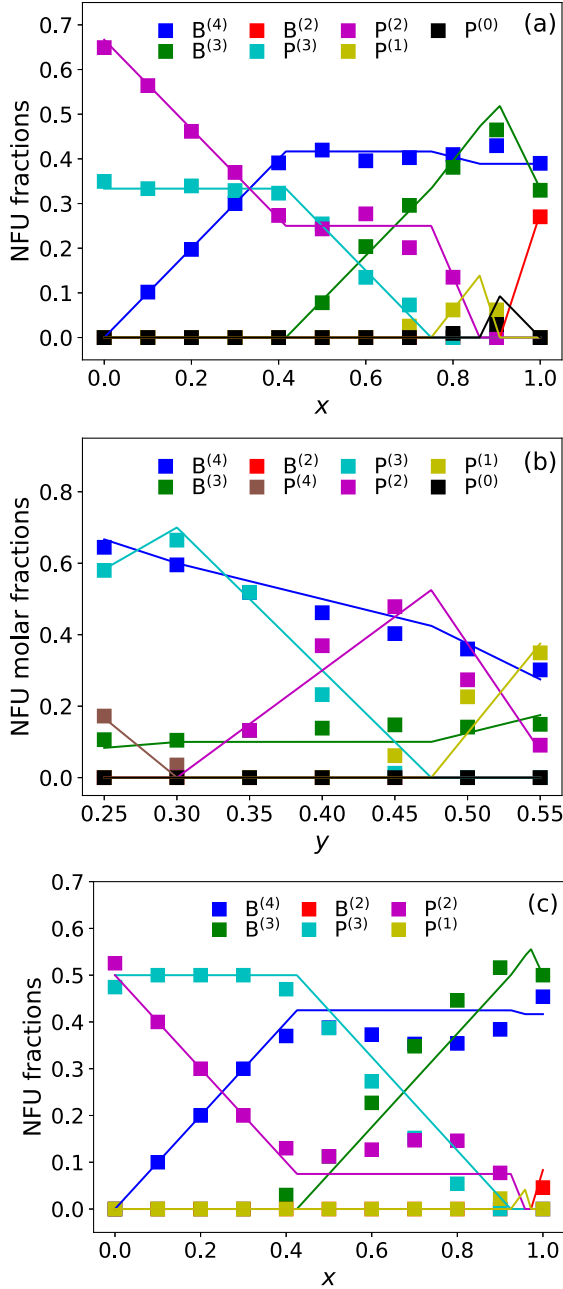 (a)
B(4) B(2) P(2) P(0)
B(3) P(3) P(1)
NFU fractions
0.7
0.6
0.5
0.4
0.3
0.2
0.1
0.0
0.0 0.2 0.4 0.6 0.8 1.0
x
(b)
B(4) B(2) P(3) P(1)
B(3) P(4) P(2) P(0)
NFU molar fractions
0.8
0.6
0.4
0.2
0.0
0.25 0.30 0.35 0.40 0.45 0.50 0.55
y
(c)
B(4) B(2) P(2)
B(3) P(3) P(1)
NFU fractions
0.7
0.6
0.5
0.4
0.3
0.2
0.1
0.0
0.0 0.2 0.4 0.6 0.8 1.0
x